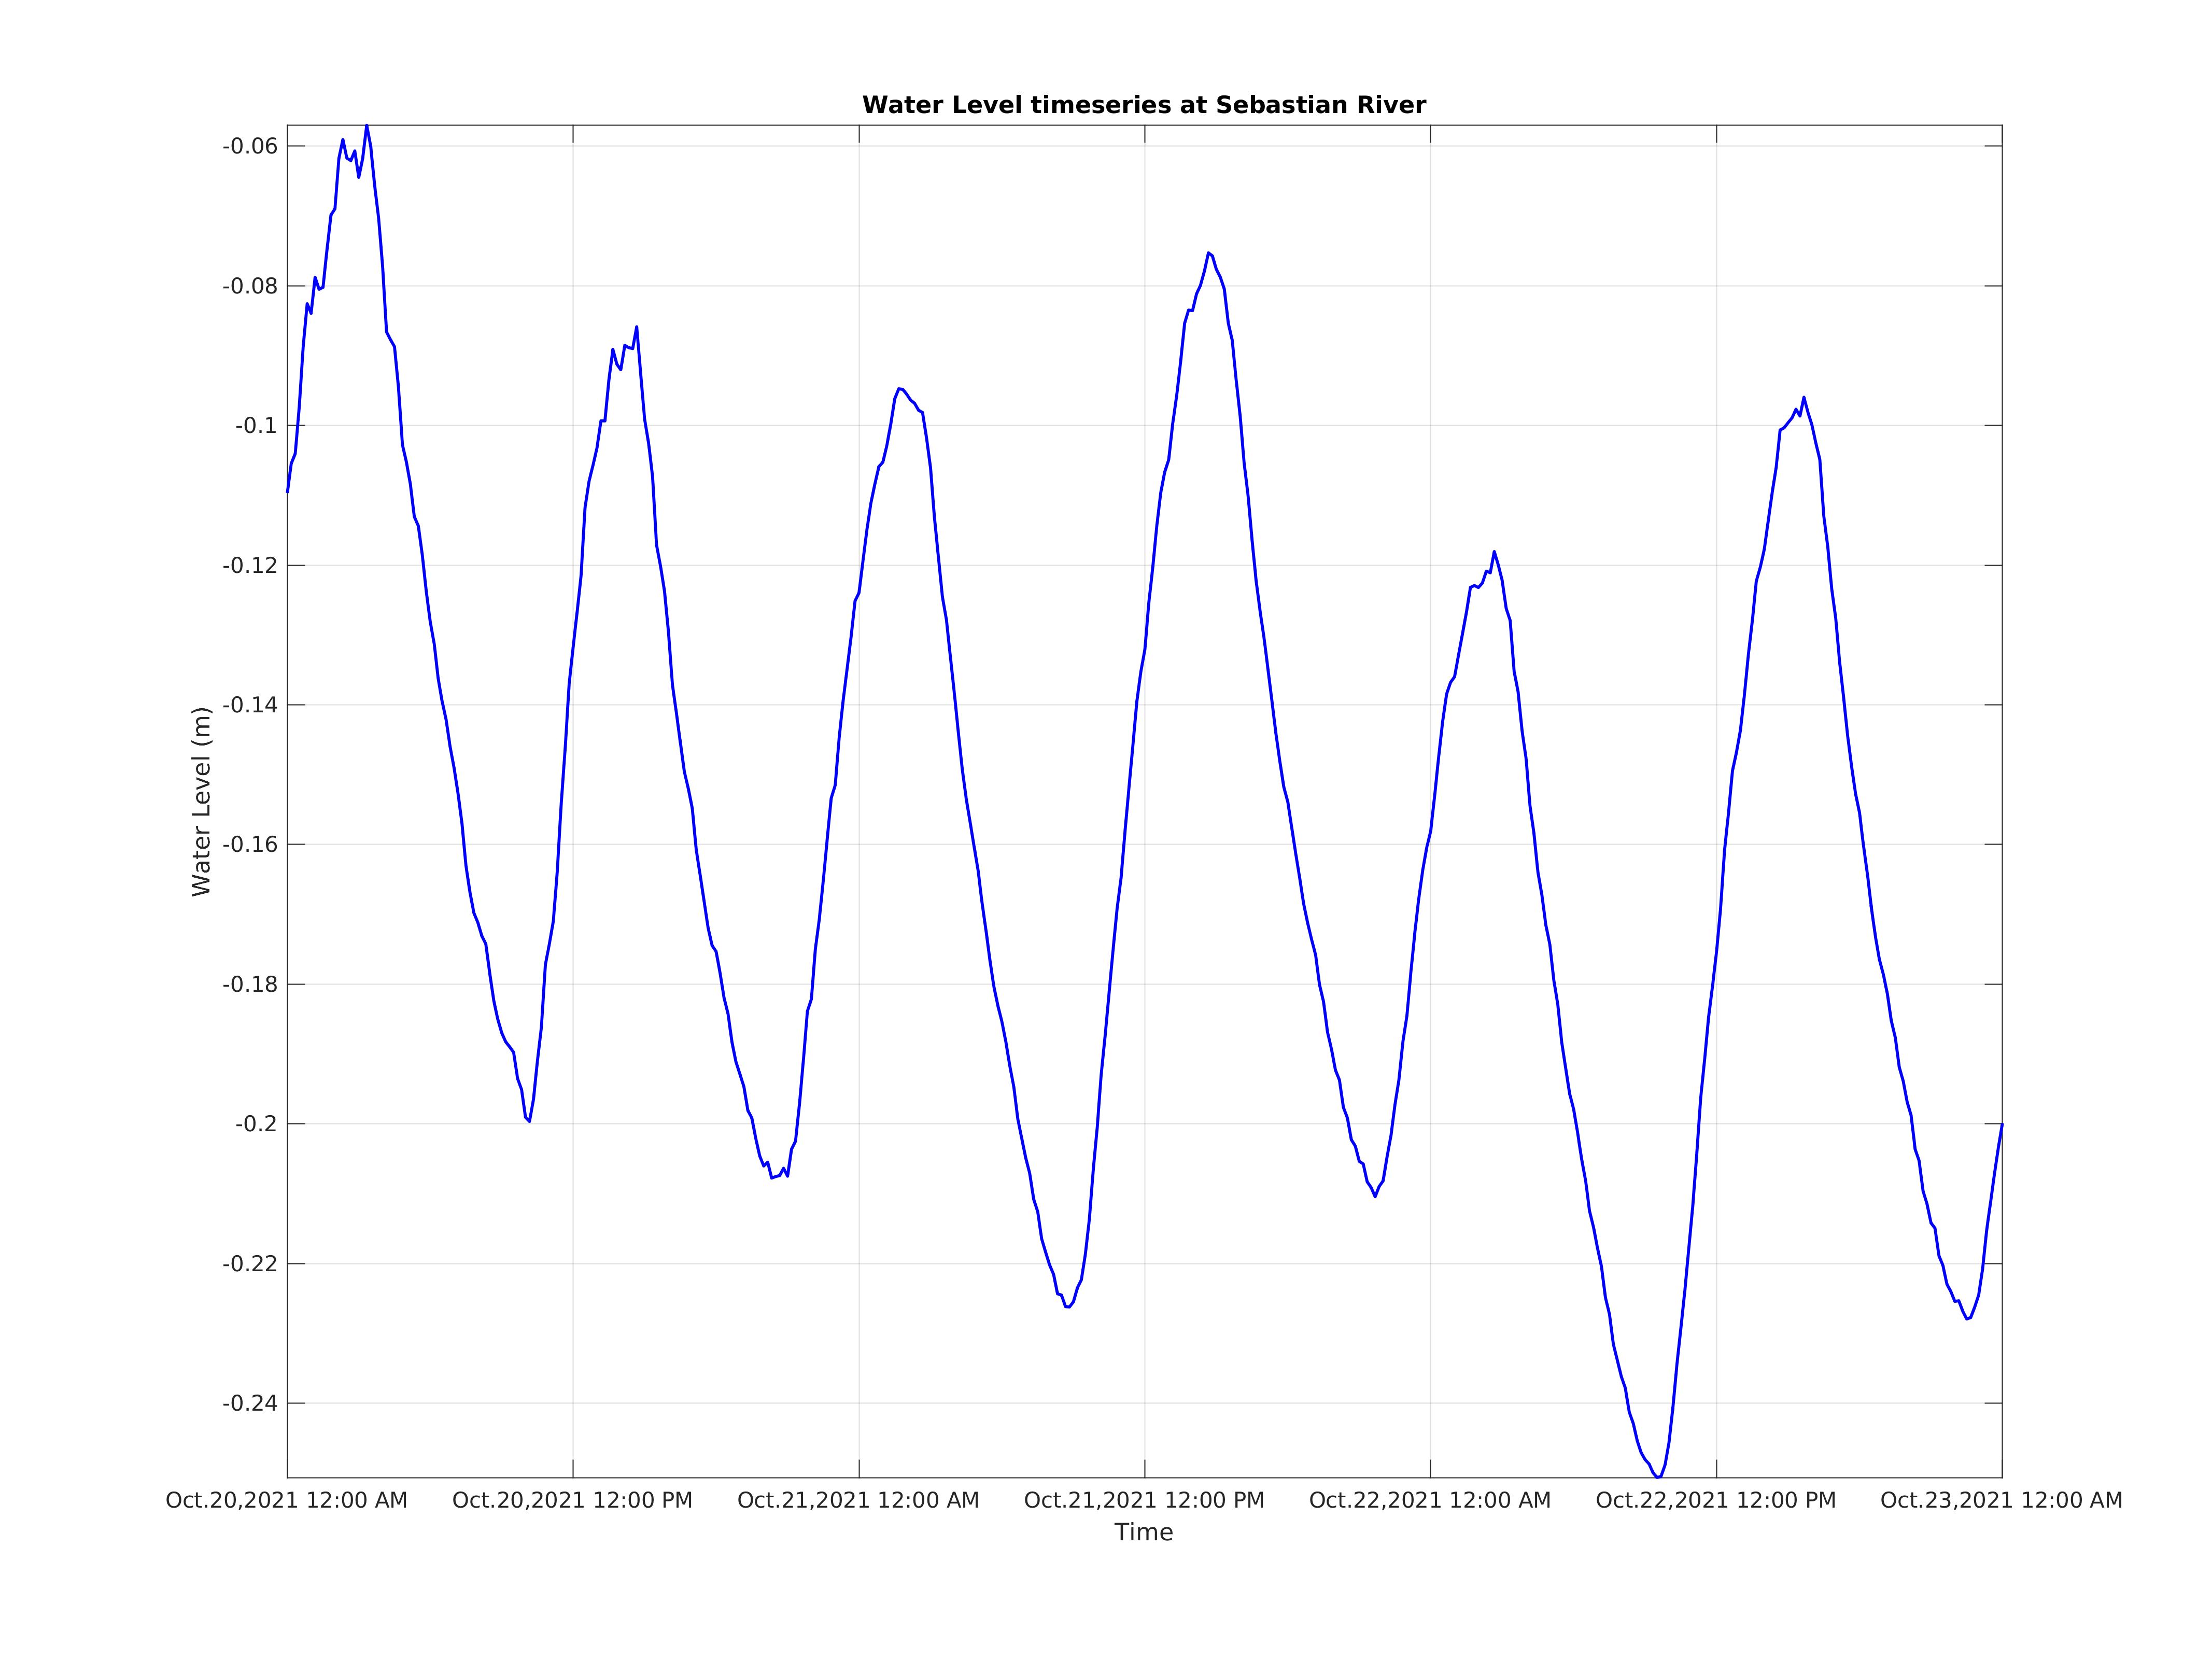 Water Level timeseries at Sebastian River
-0.06
-0.08
-0.1
-0.12
-0.14
-0.16
-0.18
-0.2
-0.22
-0.24
Water Level (m)
Oct.20,2021 12:00 AM Oct.20,2021 12:00 PM Oct.21,2021 12:00 AM Oct.21,2021 12:00 PM Oct.22,2021 12:00 AM Oct.22,2021 12:00 PM Oct.23,2021 12:00 AM
Time